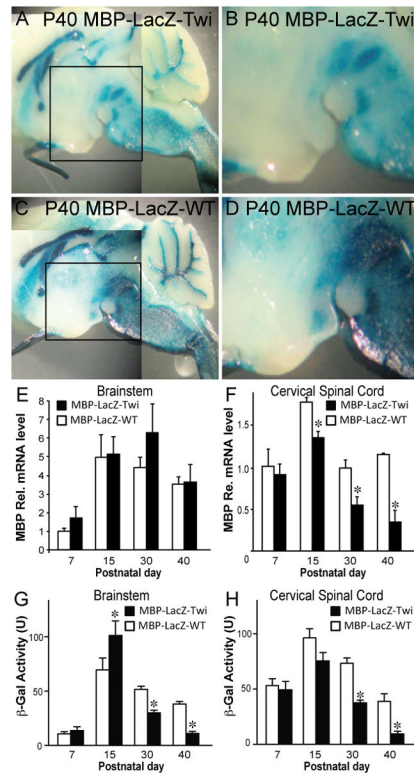 A P40 MBP-LacZ-Twi
B P40 MBP-LacZ-Twi
C P40 MBP-LacZ-WT
D P40 MBP-LacZ-WT
E Brainstem
MBP-LacZ-Twi
MBP-LacZ-WT
MBP Rel. mRNA level
8
7
6
5
4
3
2
1
0
7 15 30 40
Postnatal day
F Cervical Spinal Cord
MBP-LacZ-Twi
MBP-LacZ-WT
MBP Re. mRNA level
1.5
1.0
0.5
0
* * *
7 15 30 40
Postnatal day
G Brainstem
MBP-LacZ-Twi
MBP-LacZ-WT
β-Gal Activity (U)
100
50
0
* * *
7 15 30 40
Postnatal day
H Cervical Spinal Cord
MBP-LacZ-Twi
MBP-LacZ-WT
β-Gal Activity (U)
100
50
0
* *
7 15 30 40
Postnatal day